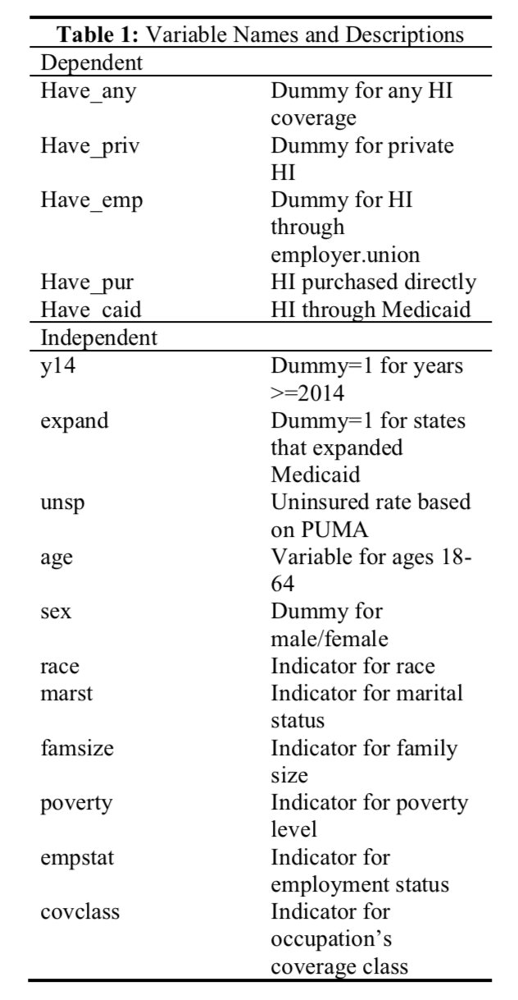 Table 1: Variable Names and Descriptions
Dependent
Have_any Dummy for any HI
coverage
Have_priv Dummy for private
HI
Have_emp Dummy for HI
through
employer.union
Have_pur HI purchased directly
Have_caid HI through Medicaid
Independent
y14 Dummy=1 for years
>=2014
expand Dummy=1 for states
that expanded
Medicaid
unsp Uninsured rate based
on PUMA
age Variable for ages 18-
64
sex Dummy for
male/female
race Indicator for race
marst Indicator for marital
status
famsize Indicator for family
size
poverty Indicator for poverty
level
empstat Indicator for
employment status
covclass Indicator for
occupation’s
coverage class